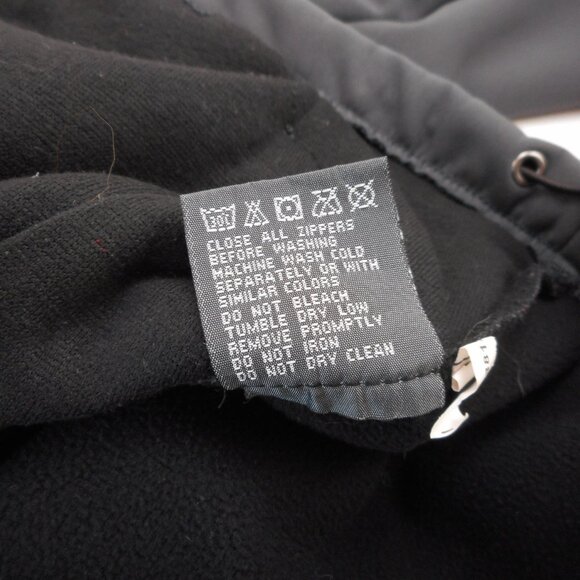 30°
CLOSE ALL ZIPPERS
BEFORE WASHING
MACHINE WASH COLD
SEPARATELY OR WITH
SIMILAR COLORS
DO NOT BLEACH
TUMBLE DRY LOW
REMOVE PROMPTLY
DO NOT IRON
DO NOT DRY CLEAN